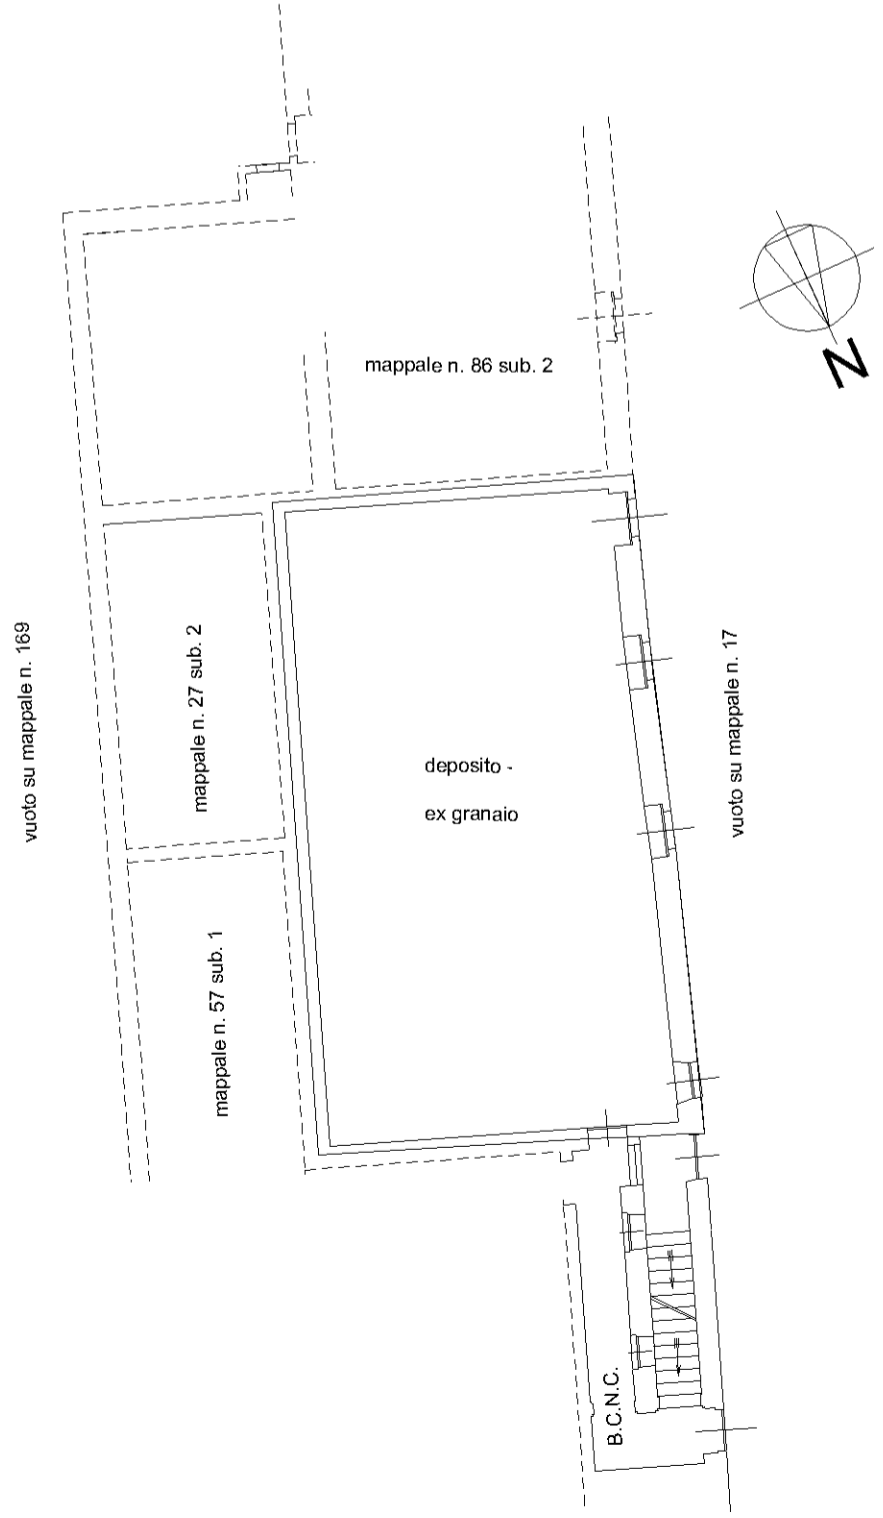 mappale n. 86 sub. 2
N
vuoto su mappale n. 169
mappale n. 27 sub. 2
vuoto su mappale n. 17
deposito -
ex granaio
mappale n. 57 sub. 1
B.C.N.C.